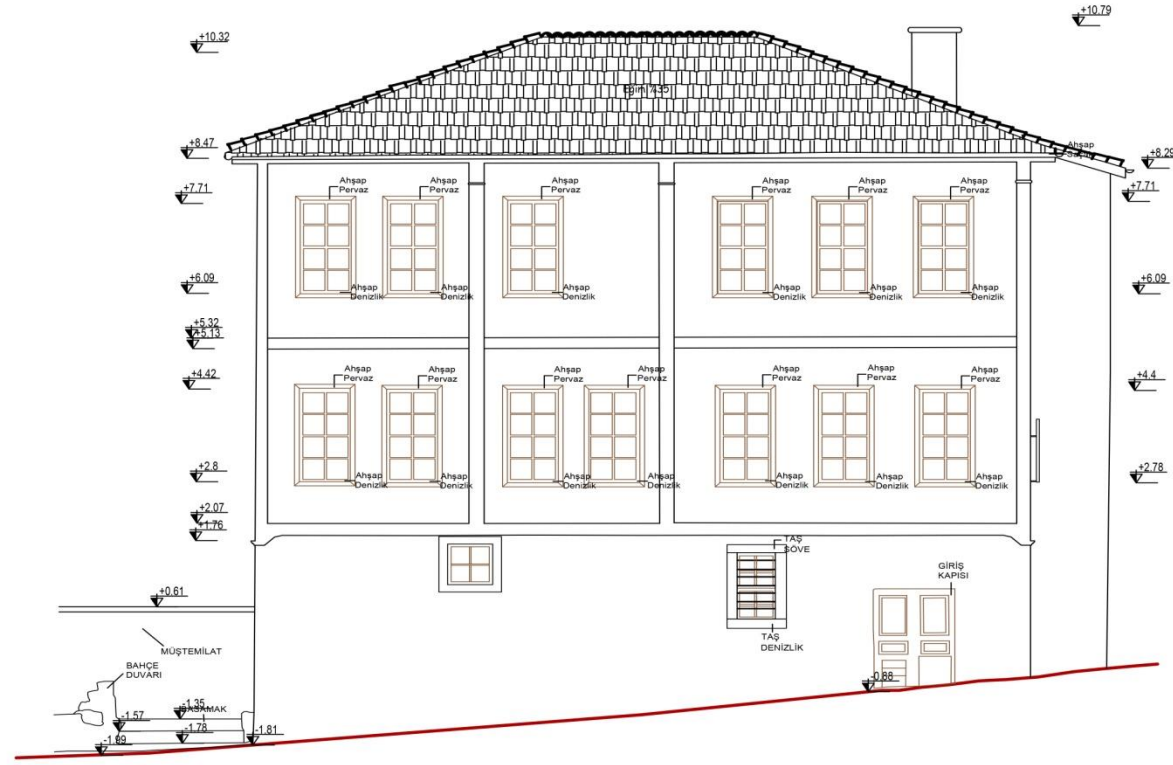 +10.32
+10.79
Eğim %35
+8.47
Ahşap
Saçak
+8.29
+7.71
Ahşap
Pervaz
Ahşap
Pervaz
Ahşap
Pervaz
Ahşap
Pervaz
Ahşap
Pervaz
Ahşap
Pervaz
+7.71
+6.09
Ahşap
Denizlik
Ahşap
Denizlik
Ahşap
Denizlik
Ahşap
Denizlik
Ahşap
Denizlik
Ahşap
Denizlik
+6.09
+5.32
+5.13
+4.42
Ahşap
Pervaz
Ahşap
Pervaz
Ahşap
Pervaz
Ahşap
Pervaz
Ahşap
Pervaz
Ahşap
Pervaz
Ahşap
Pervaz
+4.4
+2.8
Ahşap
Denizlik
Ahşap
Denizlik
Ahşap
Denizlik
Ahşap
Denizlik
Ahşap
Denizlik
Ahşap
Denizlik
Ahşap
Denizlik
+2.78
+2.07
+1.76
TAŞ
SÖVE
GİRİŞ
KAPISI
+0.61
MÜŞTEMİLAT
TAŞ
DENİZLİK
BAHÇE
DUVARI
-0.88
-1.35
BASAMAK
-1.57
-1.78
-1.81
-1.99